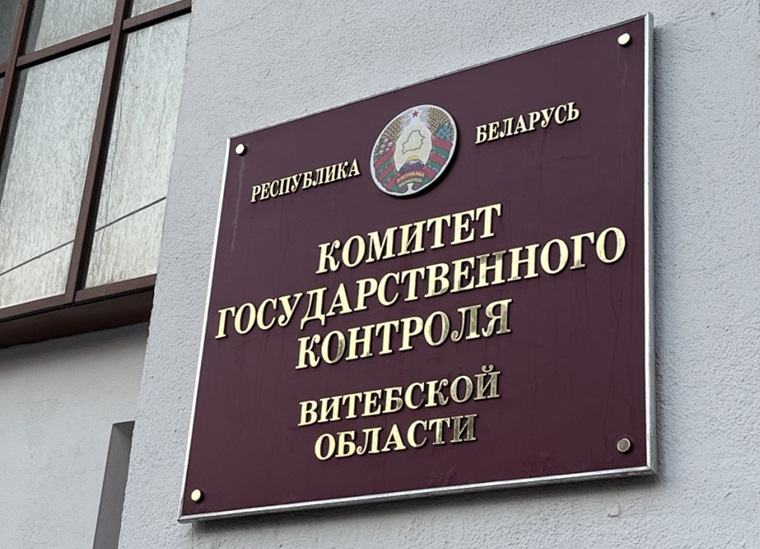 РЕСПУБЛИКА БЕЛАРУСЬ
КОМИТЕТ
ГОСУДАРСТВЕННОГО
КОНТРОЛЯ
ВИТЕБСКОЙ
ОБЛАСТИ